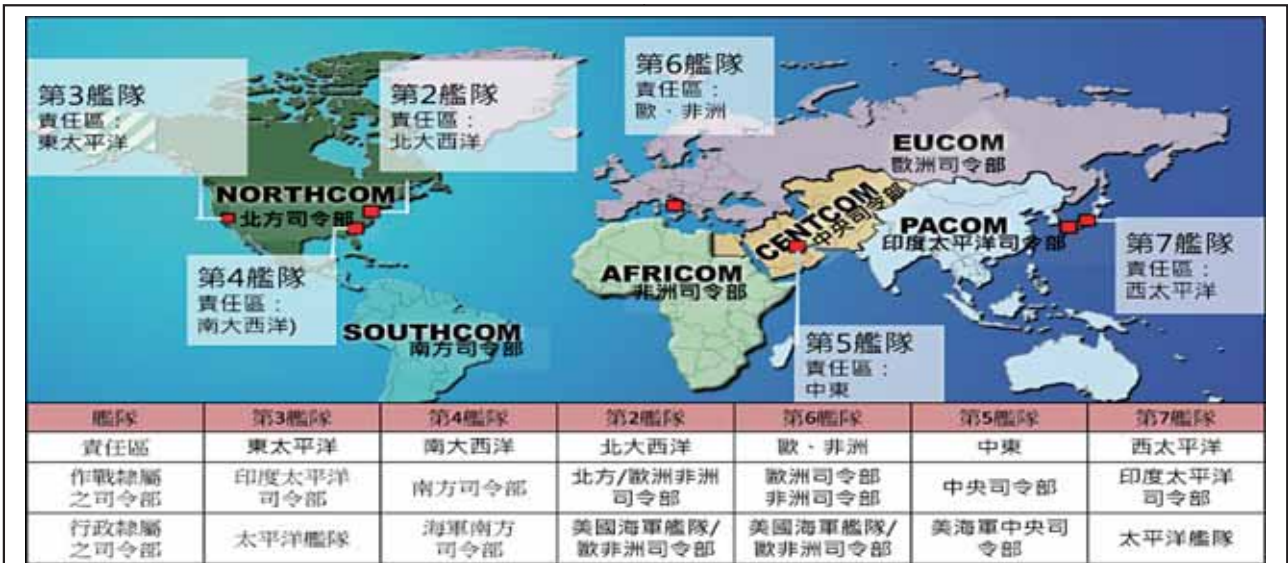 第3艦隊
責任區：
東太平洋
第2艦隊
責任區：
北大西洋
第6艦隊
責任區：
歐、非洲
EUCOM
歐洲司令部
NORTHCOM
北方司令部
CENTCOM
中央司令部
PACOM
印度太平洋司令部
第7艦隊
責任區：
西太平洋
第4艦隊
責任區：
南大西洋)
AFRICOM
非洲司令部
SOUTHCOM
南方司令部
第5艦隊
責任區：
中東
艦隊 第3艦隊 第4艦隊 第2艦隊 第6艦隊 第5艦隊 第7艦隊
責任區 東太平洋 南大西洋 北大西洋 歐、非洲 中東 西太平洋
作戰隸屬之司令部 印度太平洋司令部 南方司令部 北方/歐洲非洲司令部 歐洲司令部非洲司令部 中央司令部 印度太平洋司令部
行政隸屬之司令部 太平洋艦隊 海軍南方司令部 美國海軍艦隊/歐非洲司令部 美國海軍艦隊/歐非洲司令部 美海軍中央司令部 太平洋艦隊